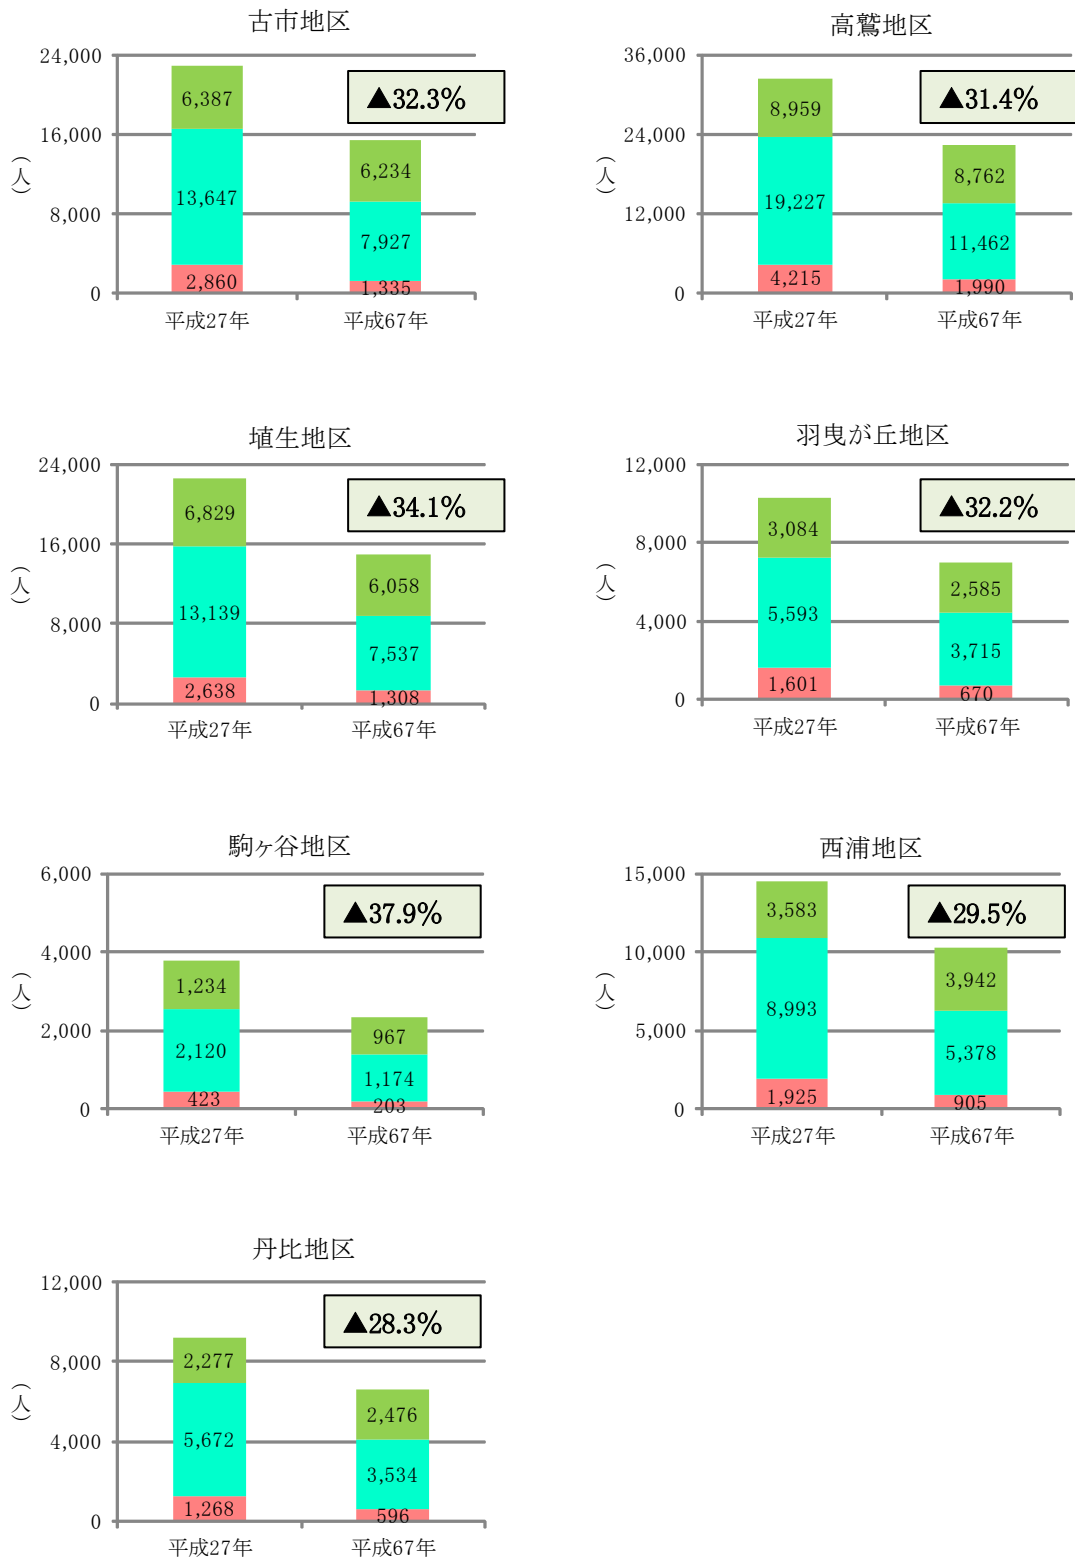 古市地区
24,000
16,000
8,000
0
(人)
▲32.3%
6,387
13,647
2,860
6,234
7,927
1,335
平成27年
平成67年
高鷲地区
36,000
24,000
12,000
0
(人)
▲31.4%
8,959
19,227
4,215
8,762
11,462
1,990
平成27年
平成67年
埴生地区
24,000
16,000
8,000
0
(人)
▲34.1%
6,829
13,139
2,638
6,058
7,537
1,308
平成27年
平成67年
羽曳が丘地区
12,000
8,000
4,000
0
(人)
▲32.2%
3,084
5,593
1,601
2,585
3,715
670
平成27年
平成67年
駒ヶ谷地区
6,000
4,000
2,000
0
(人)
▲37.9%
1,234
2,120
423
967
1,174
203
平成27年
平成67年
西浦地区
15,000
10,000
5,000
0
(人)
▲29.5%
3,583
8,993
1,925
3,942
5,378
905
平成27年
平成67年
丹比地区
12,000
8,000
4,000
0
(人)
▲28.3%
2,277
5,672
1,268
2,476
3,534
596
平成27年
平成67年